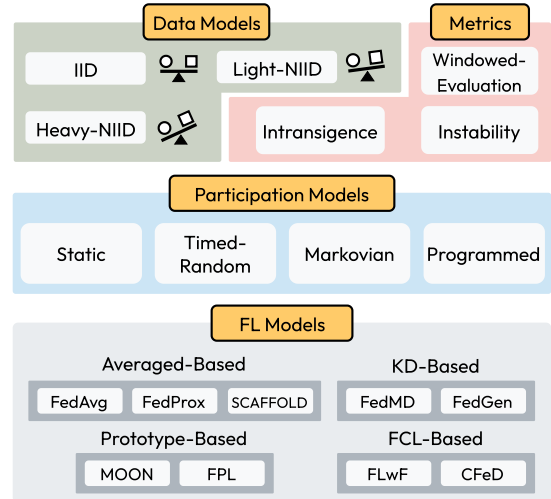 Data Models
Metrics
IID
Light-NIID
Windowed-
Evaluation
Heavy-NIID
Intransigence
Instability
Participation Models
Static
Timed-
Random
Markovian
Programmed
FL Models
Averaged-Based
KD-Based
FedAvg
FedProx
SCAFFOLD
FedMD
FedGen
Prototype-Based
FCL-Based
MOON
FPL
FLwF
CFeD